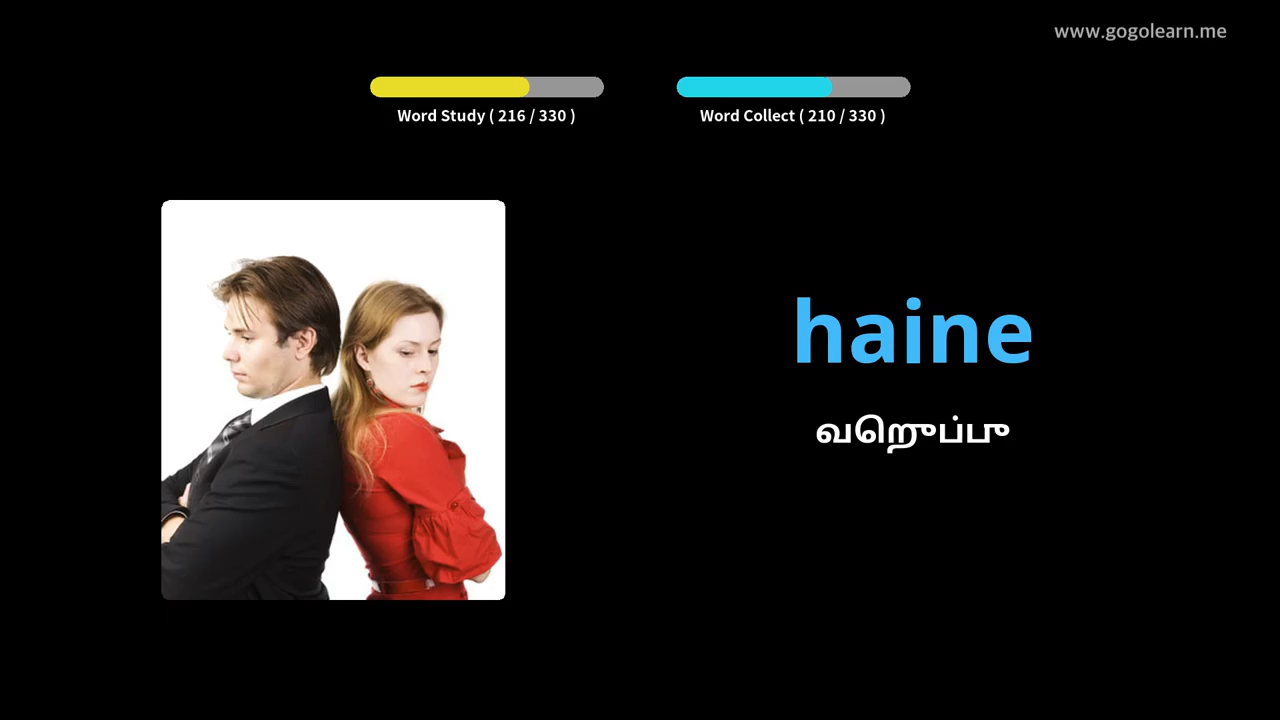 www.gogolearn.me
Word Study ( 216 / 330 )
Word Collect ( 210 / 330 )
haine
வெறுப்பு